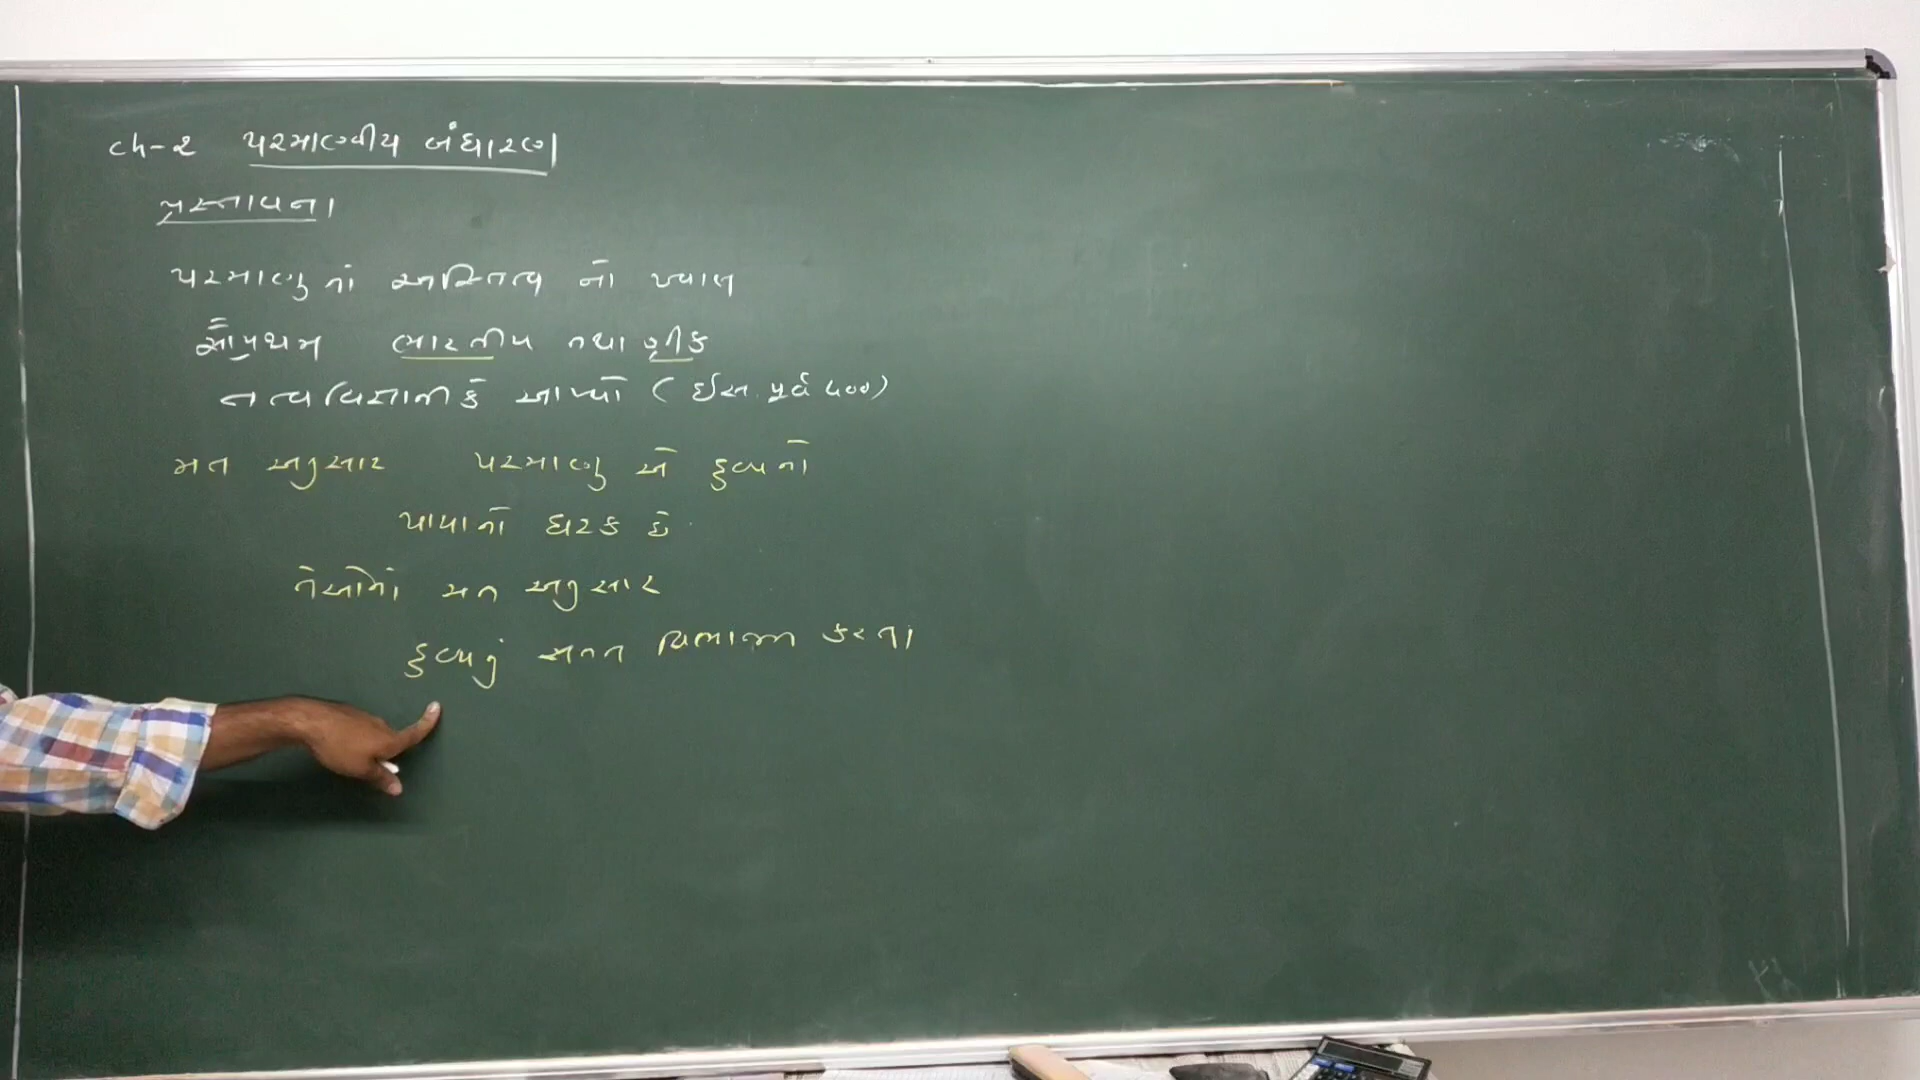 ch-2 પરમાણ્વીય બંધારણ
પ્રસ્તાવના
પરમાણુ નાં અસ્તિત્વ નો ખ્યાલ
સૌપ્રથમ ભારતીય તથા ગ્રીક
તત્વવિજ્ઞાનીકે આપ્યો (ઈસ. પૂર્વે ૪૦૦)
મત અનુસાર પરમાણુ એ દ્રવ્યનો
પાયાનો ઘટક છે.
તેઓનાં મત અનુસાર
દ્રવ્યનું સતત વિભાજન કરતાં